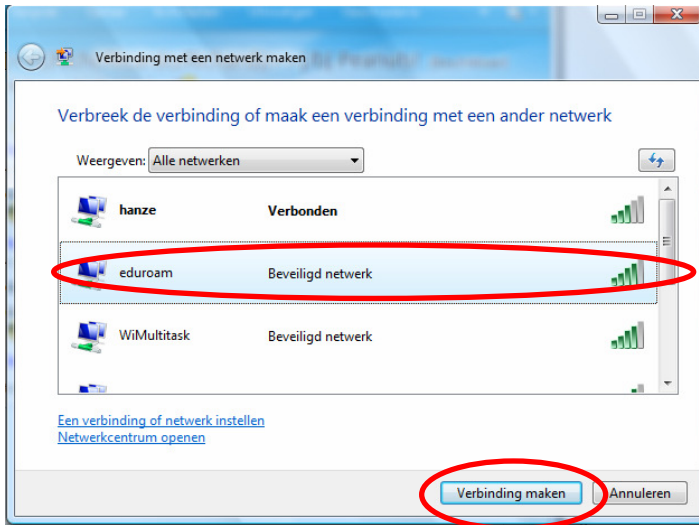 Verbinding met een netwerk maken
Verbreek de verbinding of maak een verbinding met een ander netwerk
Weergeven: Alle netwerken
hanze Verbonden
eduroam Beveiligd netwerk
WiMultitask Beveiligd netwerk
Een verbinding of netwerk instellen
Netwerkcentrum openen
Verbinding maken Annuleren